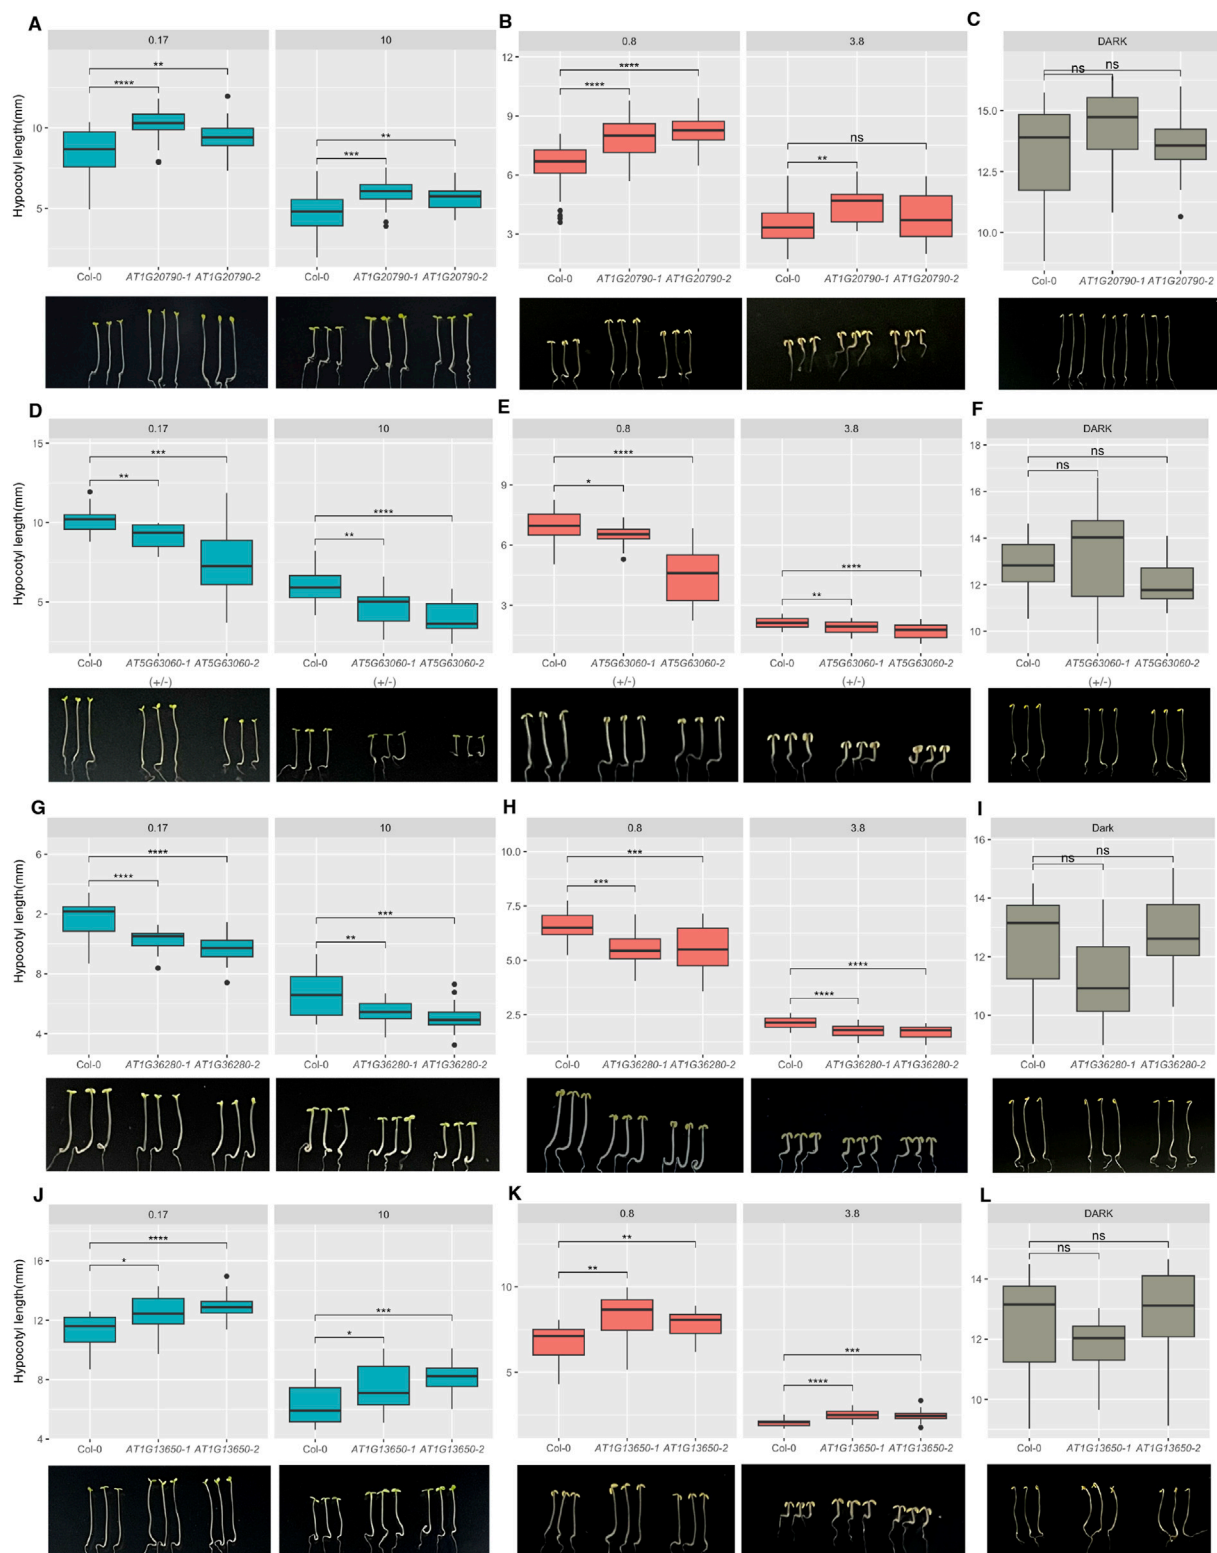 A
0.17
10
Hypocotyl length(mm)
10
5
**
****
**
***
Col-0
AT1G20790-1
AT1G20790-2
Col-0
AT1G20790-1
AT1G20790-2
B
0.8
3.8
12
9
6
3
****
****
ns
**
Col-0
AT1G20790-1
AT1G20790-2
Col-0
AT1G20790-1
AT1G20790-2
C
DARK
15.0
12.5
10.0
ns
ns
Col-0
AT1G20790-1
AT1G20790-2
D
0.17
10
Hypocotyl length(mm)
15
10
5
***
**
****
**
Col-0
AT5G63060-1
AT5G63060-2
Col-0
AT5G63060-1
AT5G63060-2
(+/-)
(+/-)
E
0.8
3.8
9
6
3
****
*
****
**
Col-0
AT5G63060-1
AT5G63060-2
Col-0
AT5G63060-1
AT5G63060-2
(+/-)
(+/-)
F
DARK
18
16
14
12
10
ns
ns
Col-0
AT5G63060-1
AT5G63060-2
(+/-)
G
0.17
10
Hypocotyl length(mm)
6
2
8
4
****
****
***
**
Col-0
AT1G36280-1
AT1G36280-2
Col-0
AT1G36280-1
AT1G36280-2
H
0.8
3.8
10.0
7.5
5.0
2.5
***
***
****
****
Col-0
AT1G36280-1
AT1G36280-2
Col-0
AT1G36280-1
AT1G36280-2
I
Dark
16
14
12
10
ns
ns
Col-0
AT1G36280-1
AT1G36280-2
J
0.17
10
Hypocotyl length(mm)
16
12
8
4
****
*
***
*
Col-0
AT1G13650-1
AT1G13650-2
Col-0
AT1G13650-1
AT1G13650-2
K
0.8
3.8
10
5
**
**
***
****
Col-0
AT1G13650-1
AT1G13650-2
Col-0
AT1G13650-1
AT1G13650-2
L
DARK
14
12
10
ns
ns
Col-0
AT1G13650-1
AT1G13650-2